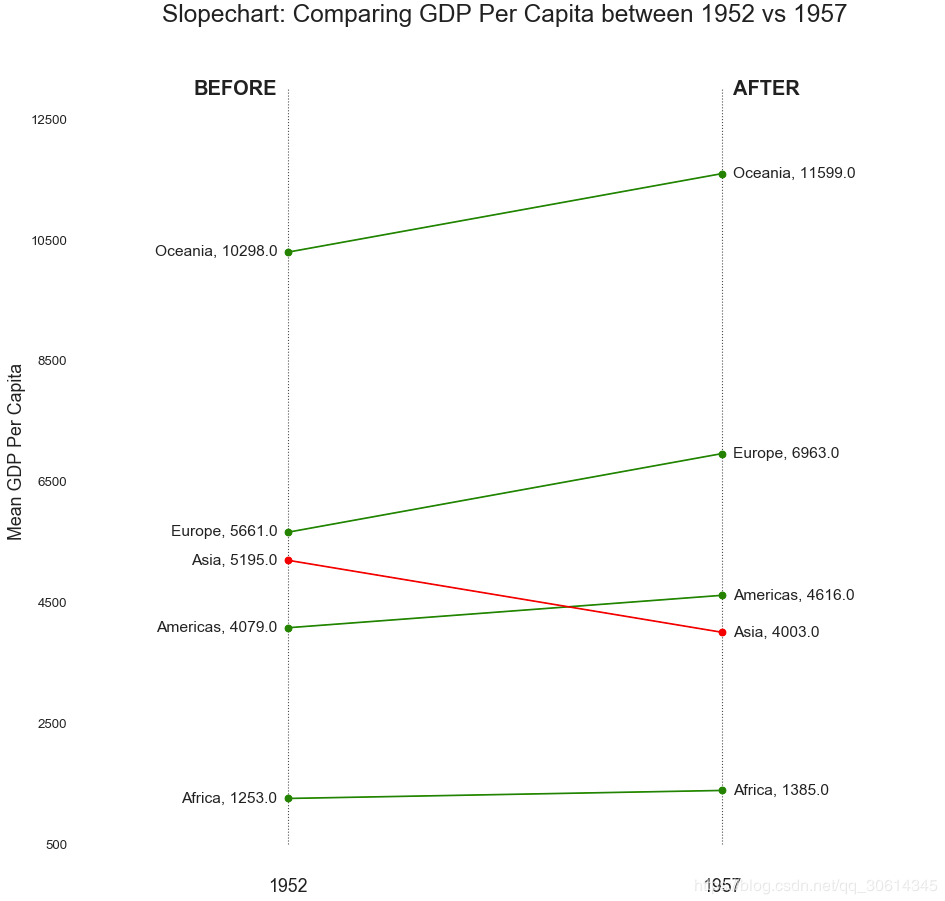 Slopechart: Comparing GDP Per Capita between 1952 vs 1957
BEFORE
AFTER
12500
Oceania, 11599.0
10500
Oceania, 10298.0
8500
Mean GDP Per Capita
Europe, 6963.0
6500
Europe, 5661.0
Asia, 5195.0
4500
Americas, 4616.0
Americas, 4079.0
Asia, 4003.0
2500
Africa, 1385.0
Africa, 1253.0
500
1952
1957
https://blog.csdn.net/qq_30614345